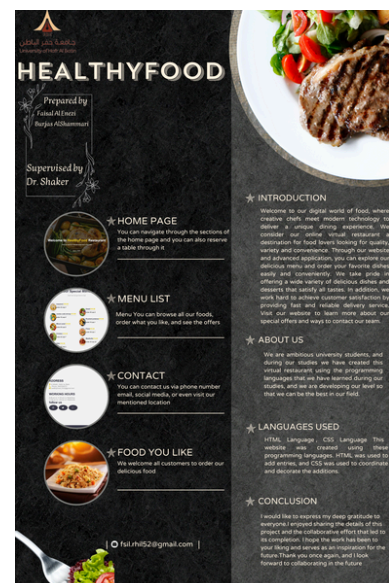 جامعة حفر الباطن
University of Hafr Al Batin
HEALTHYFOOD
Prepared by
Faisal AlEnezi
Burjas AlShammari
Supervised by
Dr. Shaker
HOME PAGE
You can navigate through the sections of
the home page and you can also reserve
a table through it
MENU LIST
Menu You can browse all our foods,
order what you like, and see the offers
CONTACT
You can contact us via phone number
email, social media, or even visit our
mentioned location
FOOD YOU LIKE
We welcome all customers to order our
delicious food
| fsil.rhil52@gmail.com |
INTRODUCTION
Welcome to our digital world of food, where
creative chefs meet modern technology to
deliver a unique dining experience. We
consider our online virtual restaurant a
destination for food lovers looking for quality,
variety and convenience. Through our website
and advanced application, you can explore our
delicious menu and order your favorite dishes
easily and conveniently. We take pride in
offering a wide variety of delicious dishes and
desserts that satisfy all tastes. In addition, we
work hard to achieve customer satisfaction by
providing fast and reliable delivery service.
Visit our website to learn more about our
special offers and ways to contact our team.
ABOUT US
We are ambitious university students, and
during our studies we have created this
virtual restaurant using the programming
languages that we have learned during our
studies, and we are developing our level so
that we can be the best in our field.
LANGUAGES USED
HTML Language , CSS Language This
website was created using these
programming languages. HTML was used to
add entries, and CSS was used to coordinate
and decorate the additions.
CONCLUSION
I would like to express my deep gratitude to
everyone.I enjoyed sharing the details of this
project and the collaborative effort that led to
its completion. I hope the work has been to
your liking and serves as an inspiration for the
future.Thank you once again, and I look
forward to collaborating in the future